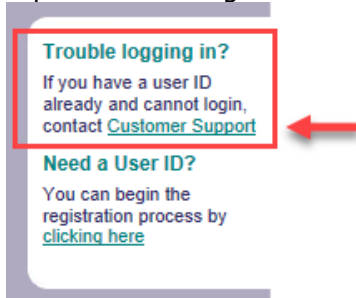 Trouble logging in?
If you have a user ID
already and cannot login,
contact Customer Support
Need a User ID?
You can begin the
registration process by
clicking here